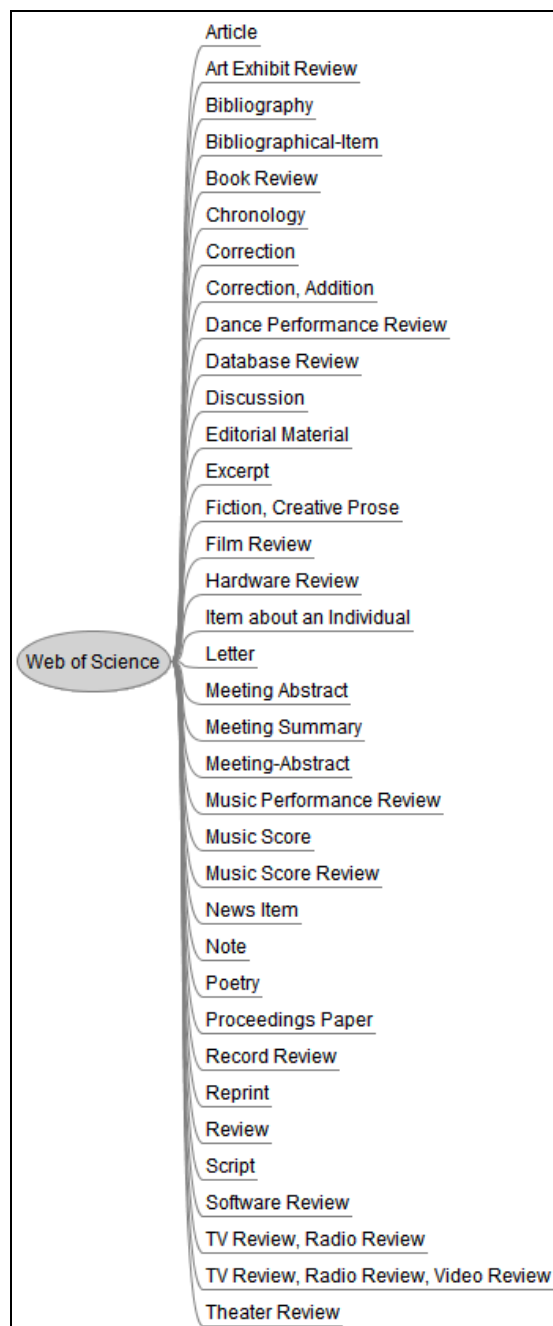 Article
Art Exhibit Review
Bibliography
Bibliographical-Item
Book Review
Chronology
Correction
Correction, Addition
Dance Performance Review
Database Review
Discussion
Editorial Material
Excerpt
Fiction, Creative Prose
Film Review
Hardware Review
Item about an Individual
Web of Science
Letter
Meeting Abstract
Meeting Summary
Meeting-Abstract
Music Performance Review
Music Score
Music Score Review
News Item
Note
Poetry
Proceedings Paper
Record Review
Reprint
Review
Script
Software Review
TV Review, Radio Review
TV Review, Radio Review, Video Review
Theater Review